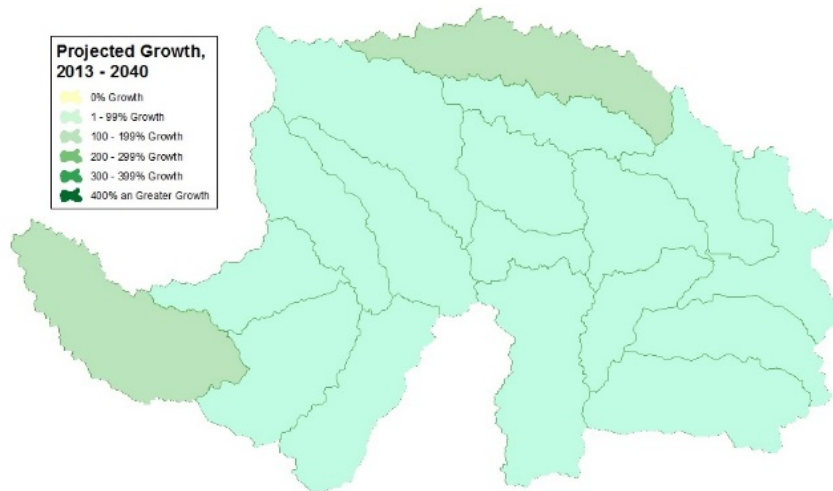 Projected Growth,
2013 - 2040
0% Growth
1 - 99% Growth
100 - 199% Growth
200 - 299% Growth
300 - 399% Growth
400% an Greater Growth